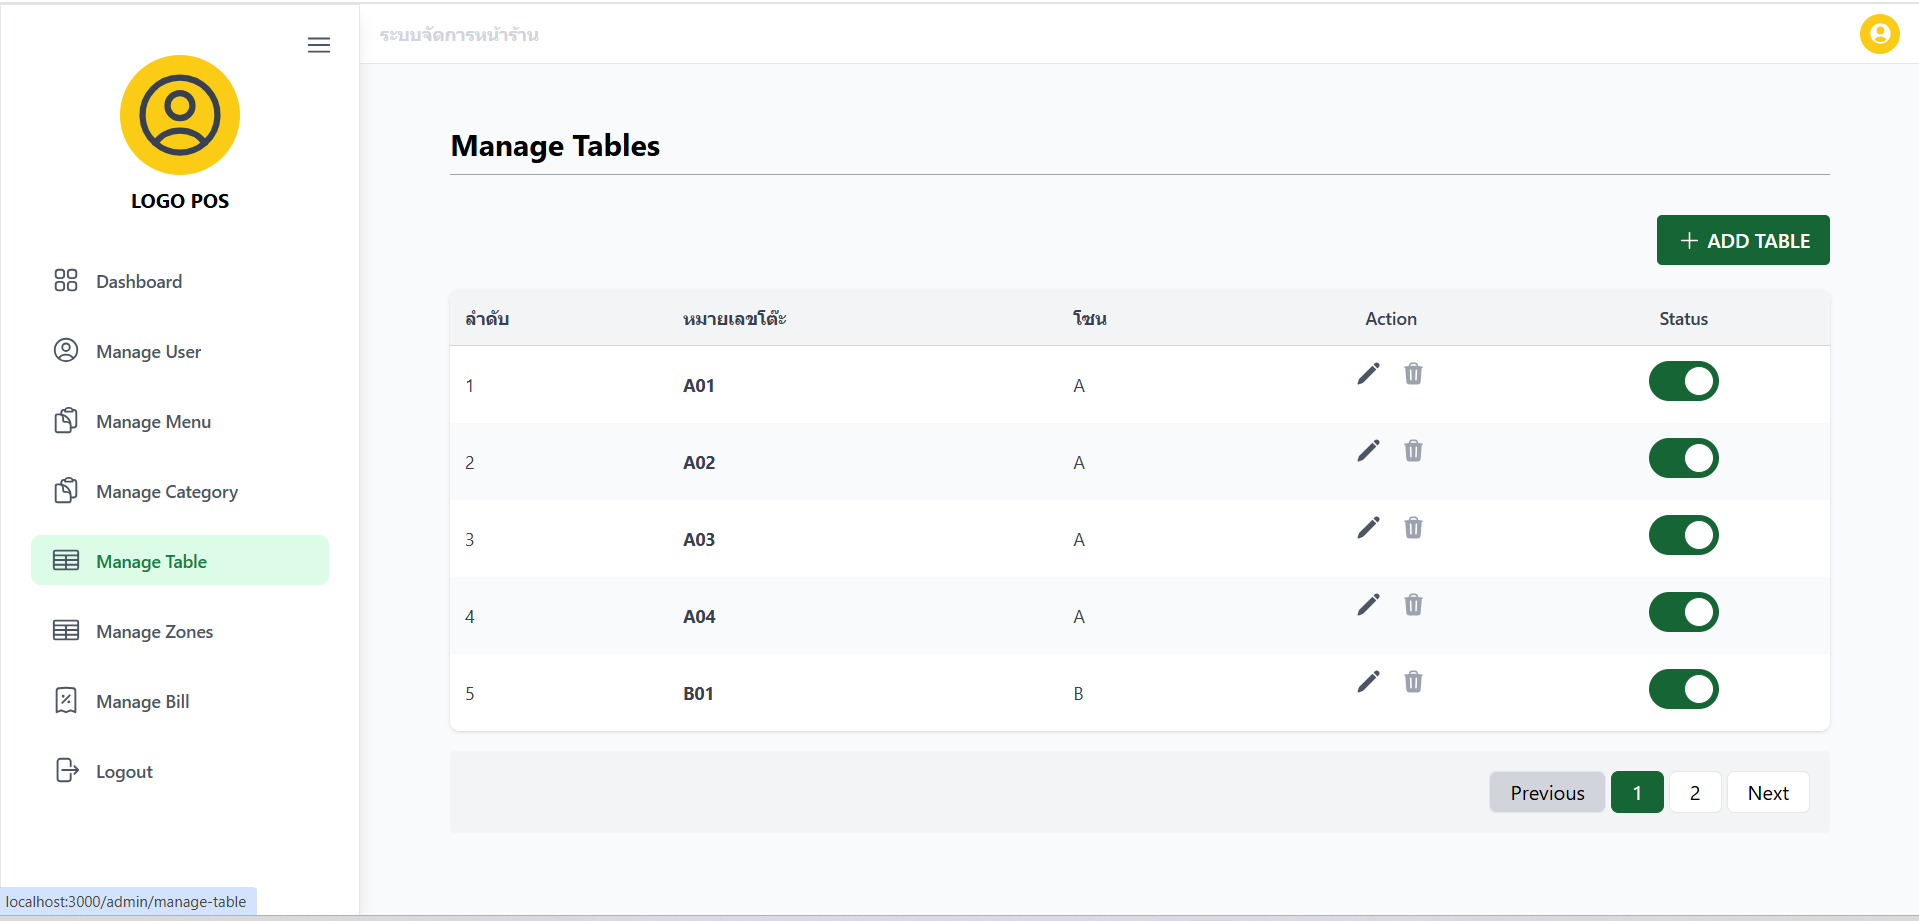 ระบบจัดการหน้าร้าน
LOGO POS
Dashboard
Manage User
Manage Menu
Manage Category
Manage Table
Manage Zones
Manage Bill
Logout
Manage Tables
ADD TABLE
ลำดับ หมายเลขโต๊ะ โซน Action Status
1 A01 A
2 A02 A
3 A03 A
4 A04 A
5 B01 B
Previous 1 2 Next
localhost:3000/admin/manage-table